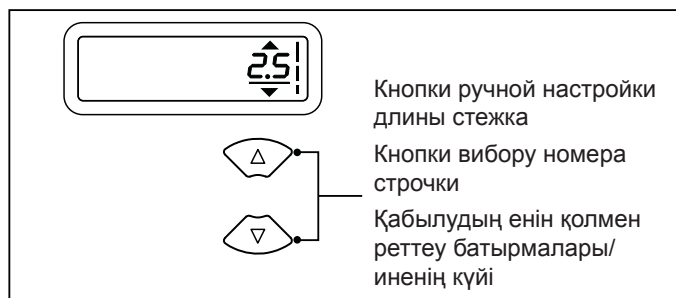 2.5
Кнопки ручной настройки
длины стежка
Кнопки вибору номера
строчки
Қабылудың енін қолмен
реттеу батырмалары/
иненің күйі